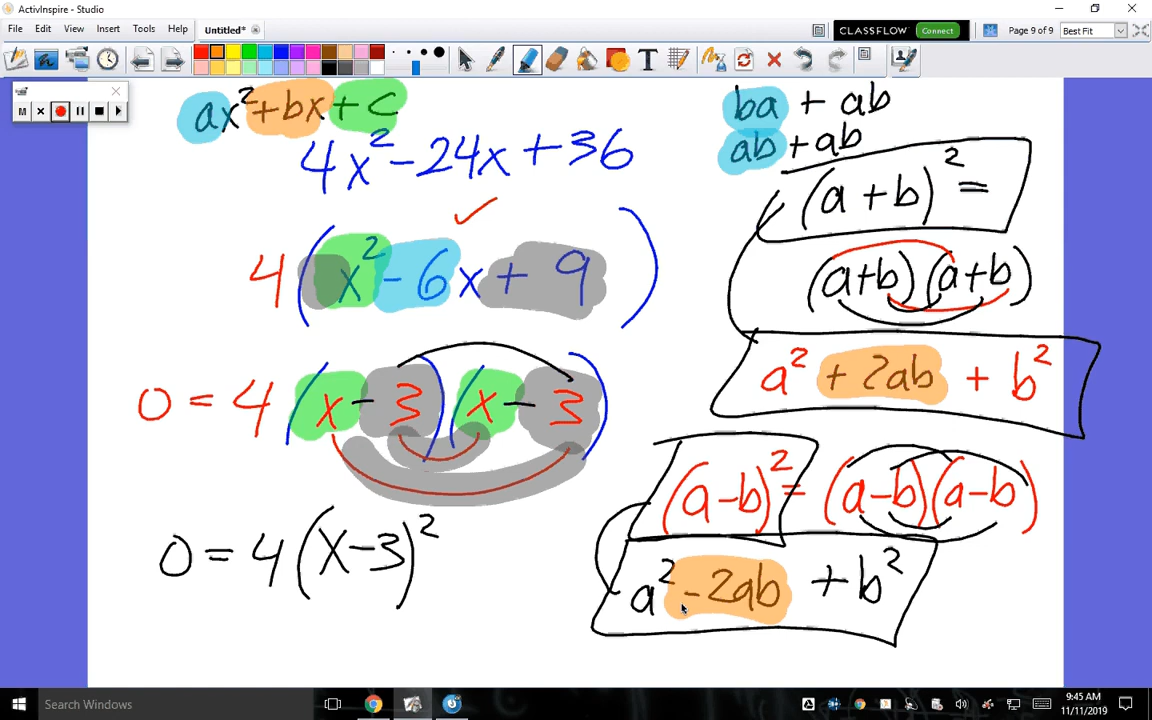 ActivInspire - Studio
File Edit View Insert Tools Help Untitled*
CLASSFLOW Connect
Page 9 of 9 Best Fit
M
ax²+bx+c
4x²-24x+36
4(x²-6x+9)
0=4(x-3)(x-3)
0=4(x-3)²
ba+ab
ab+ab
(a+b)²=
(a+b)(a+b)
a²+2ab+b²
(a-b)²=(a-b)(a-b)
a²-2ab+b²
Search Windows
9:45 AM
11/11/2019